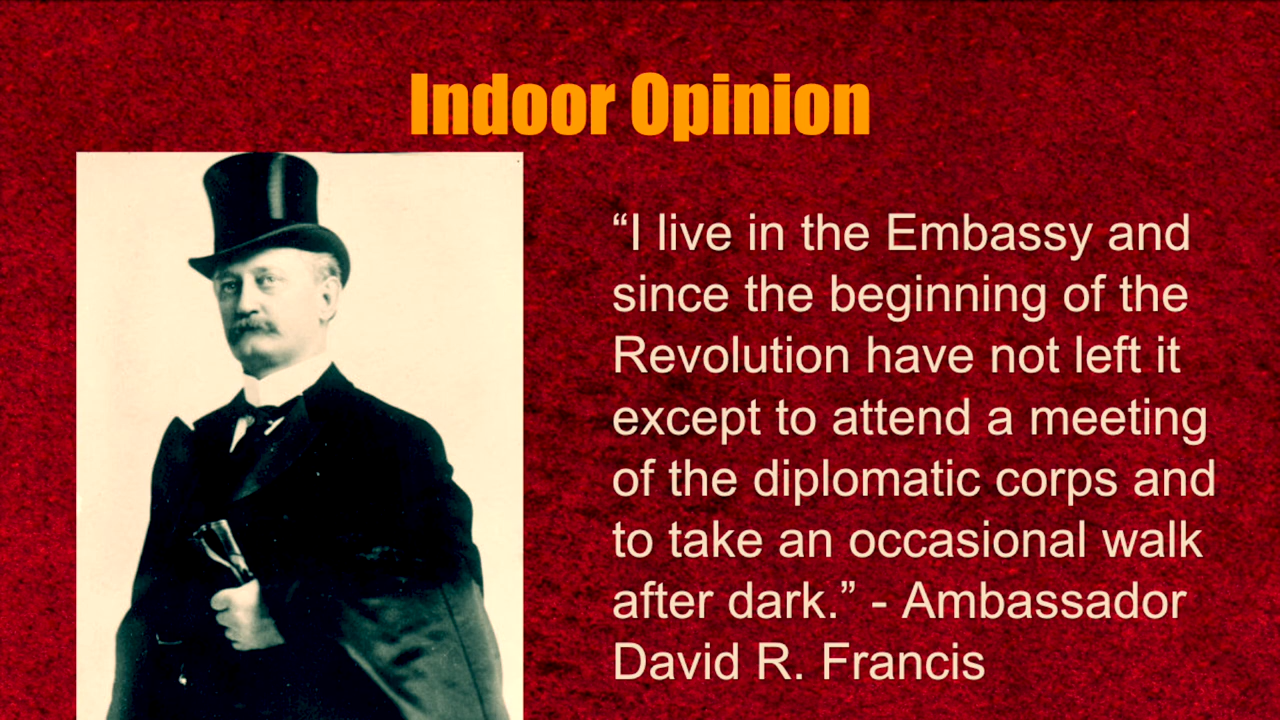 Indoor Opinion
“I live in the Embassy and
since the beginning of the
Revolution have not left it
except to attend a meeting
of the diplomatic corps and
to take an occasional walk
after dark.” - Ambassador
David R. Francis